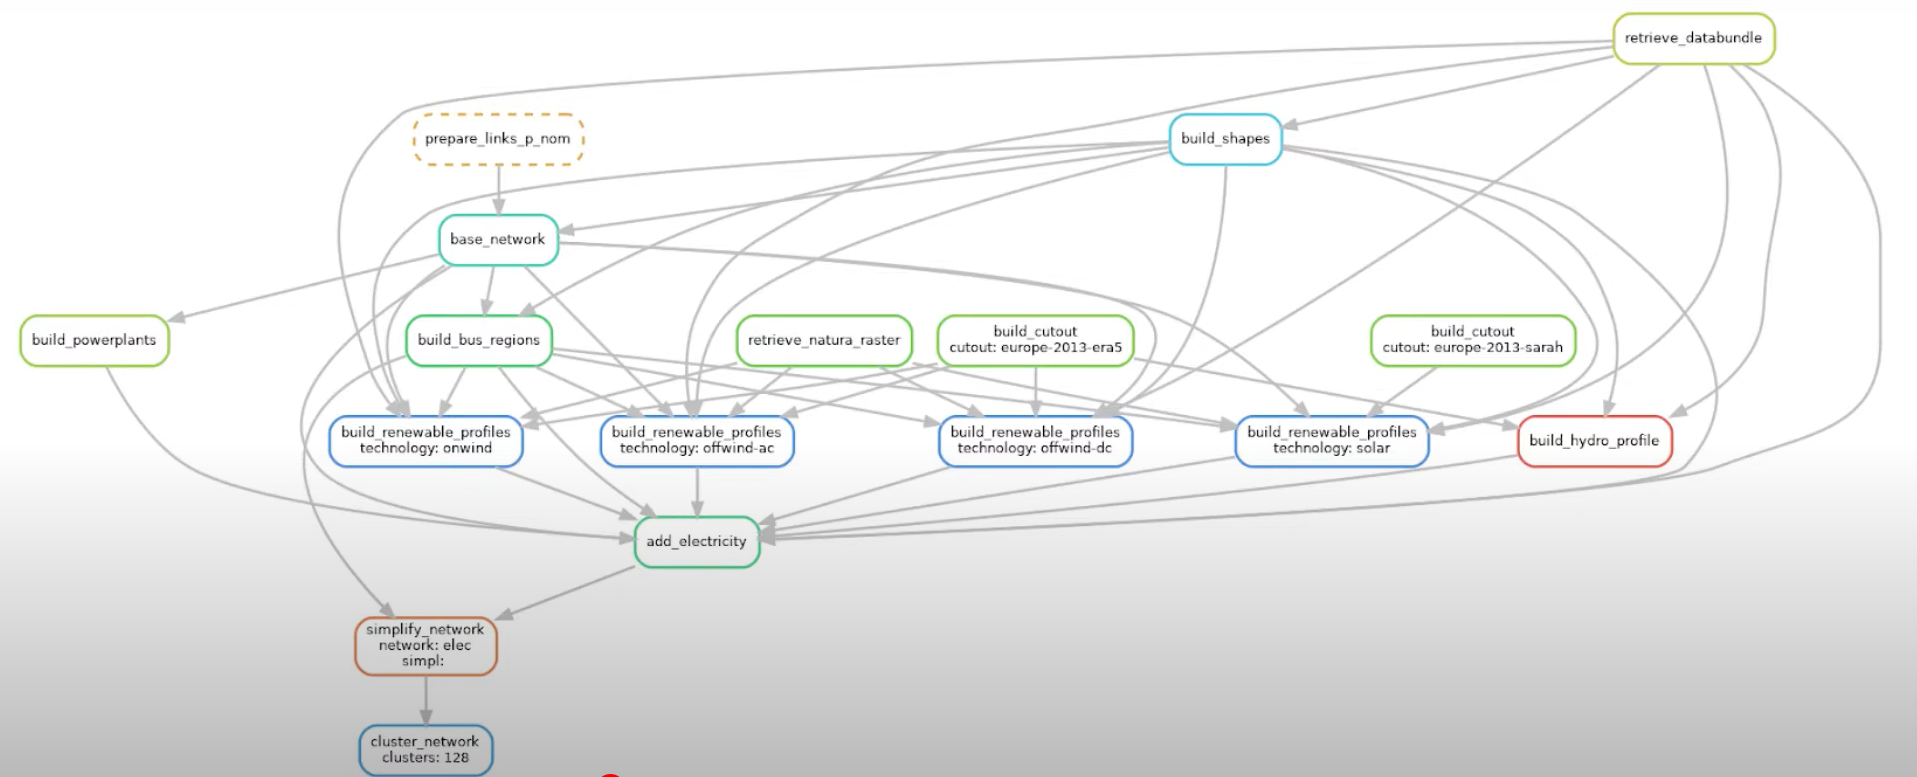 retrieve_databundle
prepare_links_p_nom
build_shapes
base_network
build_powerplants
build_bus_regions
retrieve_natura_raster
build_cutout
cutout: europe-2013-era5
build_cutout
cutout: europe-2013-sarah
build_renewable_profiles
technology: onwind
build_renewable_profiles
technology: offwind-ac
build_renewable_profiles
technology: offwind-dc
build_renewable_profiles
technology: solar
build_hydro_profile
add_electricity
simplify_network
network: elec
simpl:
cluster_network
clusters: 128